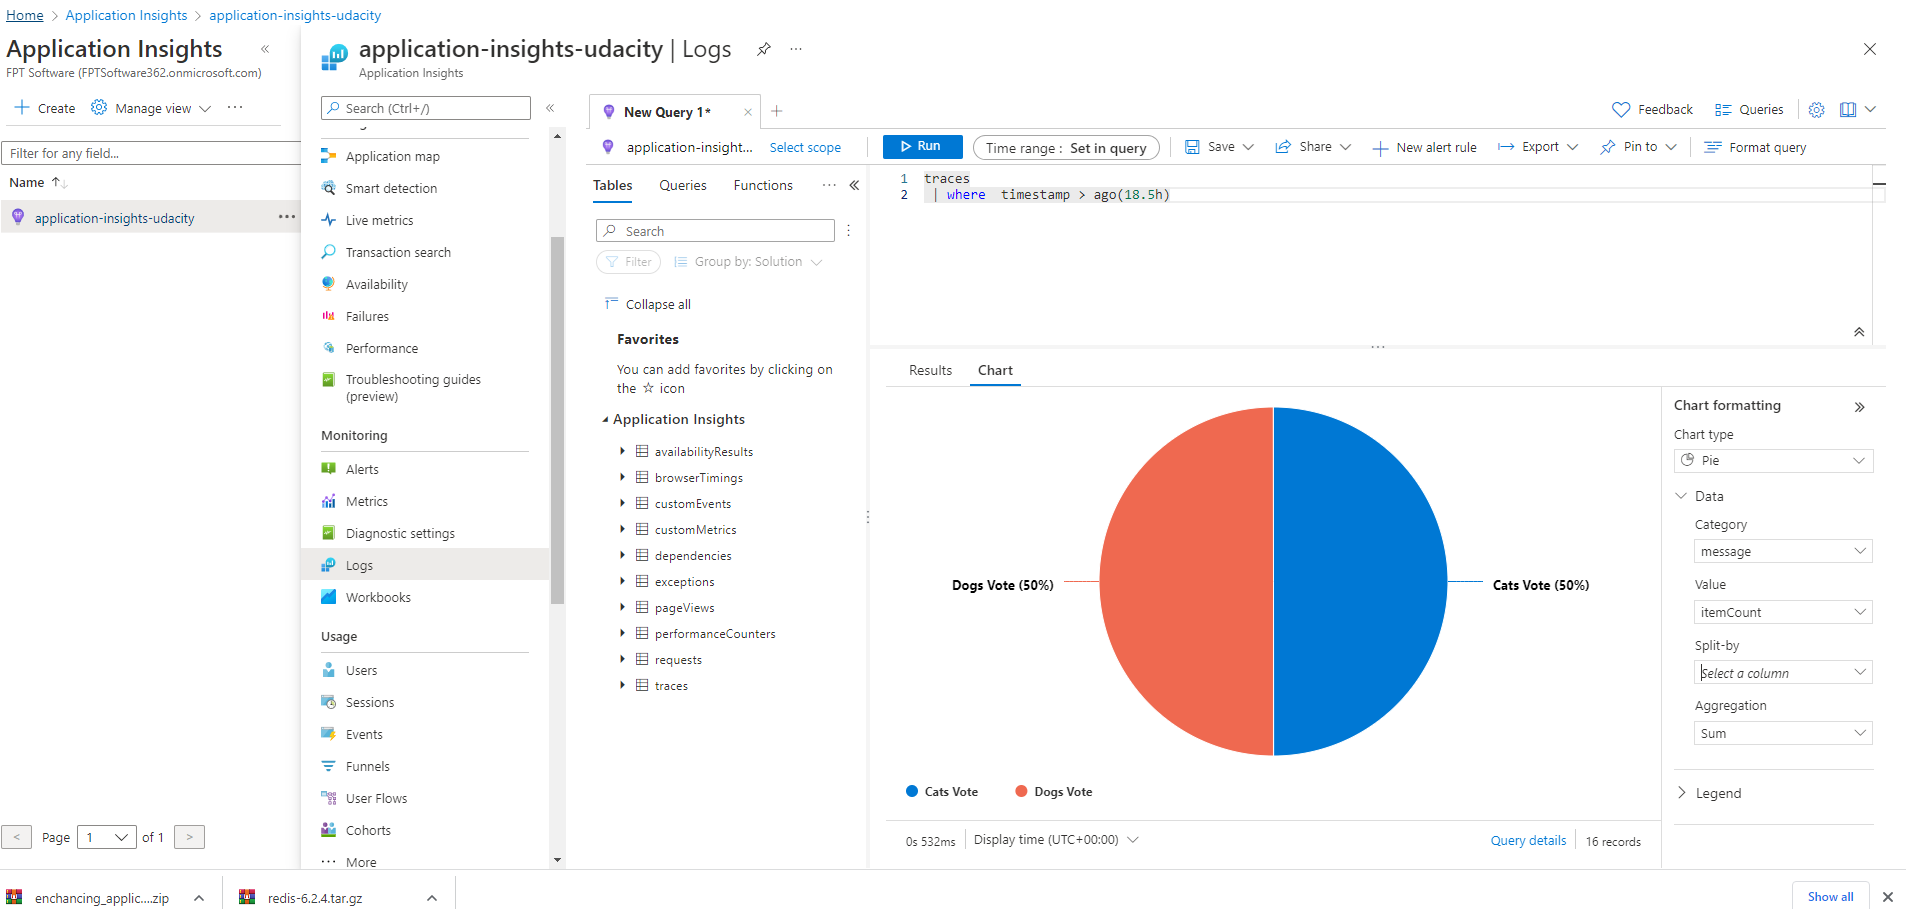 Home > Application Insights > application-insights-udacity
Application Insights
FPT Software (FPTSoftware362.onmicrosoft.com)
Create
Manage view
Filter for any field...
Name
application-insights-udacity
Page 1 of 1
application-insights-udacity | Logs
Application Insights
Search (Ctrl+/)
Application map
Smart detection
Live metrics
Transaction search
Availability
Failures
Performance
Troubleshooting guides
(preview)
Monitoring
Alerts
Metrics
Diagnostic settings
Logs
Workbooks
Usage
Users
Sessions
Events
Funnels
User Flows
Cohorts
More
New Query 1*
Feedback
Queries
application-insight...
Select scope
Run
Time range : Set in query
Save
Share
New alert rule
Export
Pin to
Format query
Tables
Queries
Functions
Search
Filter
Group by: Solution
Collapse all
Favorites
You can add favorites by clicking on
the ☆ icon
Application Insights
availabilityResults
browserTimings
customEvents
customMetrics
dependencies
exceptions
pageViews
performanceCounters
requests
traces
1 traces
2 | where timestamp > ago(18.5h)
Results
Chart
Dogs Vote (50%)
Cats Vote (50%)
Cats Vote
Dogs Vote
0s 532ms
Display time (UTC+00:00)
Query details
16 records
Chart formatting
Chart type
Pie
Data
Category
message
Value
itemCount
Split-by
Select a column
Aggregation
Sum
Legend
enchancing_applic....zip
redis-6.2.4.tar.gz
Show all